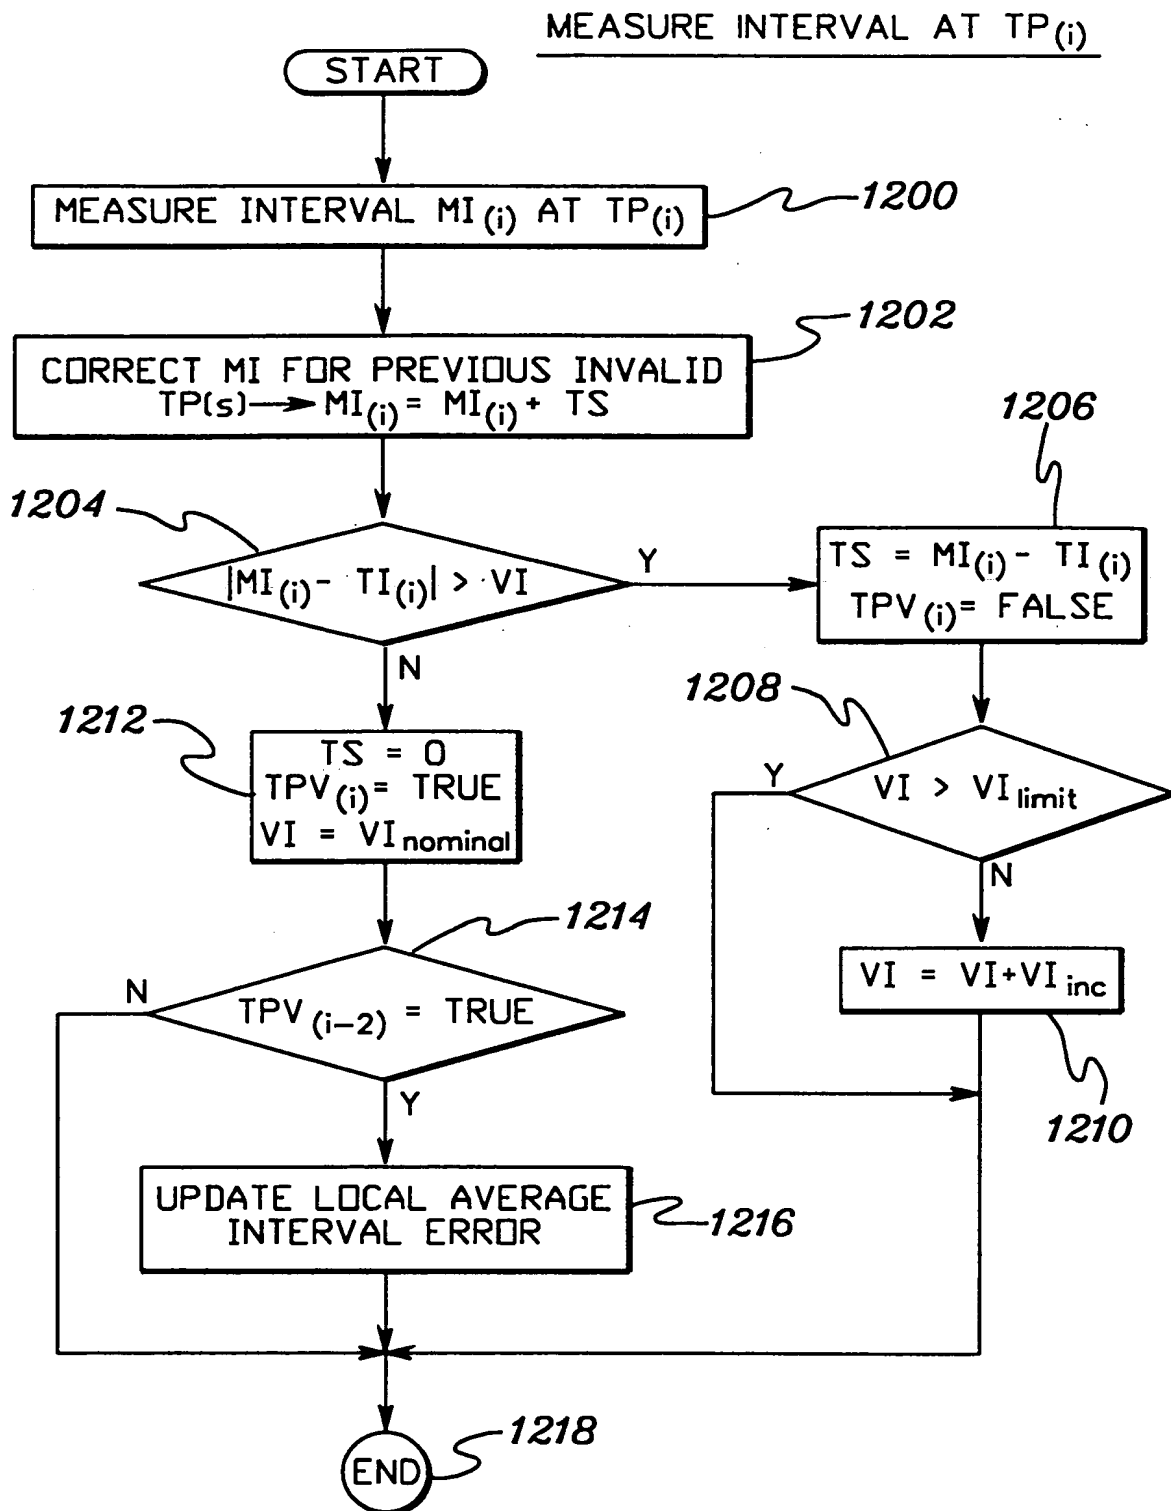 MEASURE INTERVAL AT TP(i)
START
MEASURE INTERVAL MI(i) AT TP(i)
1200
1202
CORRECT MI FOR PREVIOUS INVALID
TP(s)→ MI(i) = MI(i) + TS
1204
|MI(i) - TI(i)| > VI
Y
N
1206
TS = MI(i) - TI(i)
TPV(i) = FALSE
1208
VI > VIlimit
Y
N
VI = VI+VIinc
1210
1212
TS = 0
TPV(i) = TRUE
VI = VInominal
1214
TPV(i-2) = TRUE
N
Y
UPDATE LOCAL AVERAGE
INTERVAL ERROR
1216
END
1218